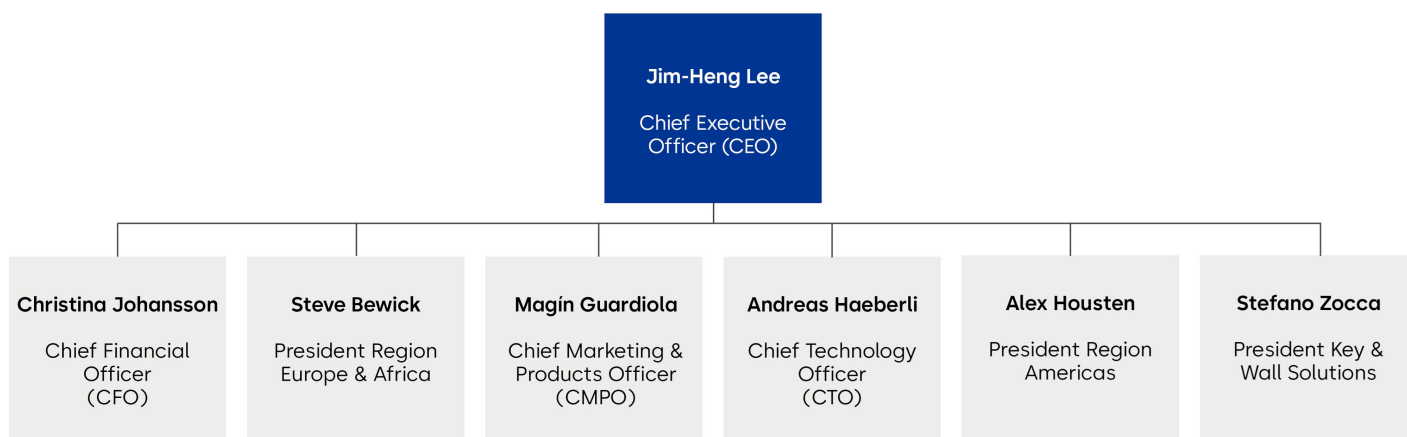 Jim-Heng Lee
Chief Executive
Officer (CEO)
Christina Johansson
Chief Financial
Officer
(CFO)
Steve Bewick
President Region
Europe & Africa
Magín Guardiola
Chief Marketing &
Products Officer
(CMPO)
Andreas Haeberli
Chief Technology
Officer
(CTO)
Alex Housten
President Region
Americas
Stefano Zocca
President Key &
Wall Solutions